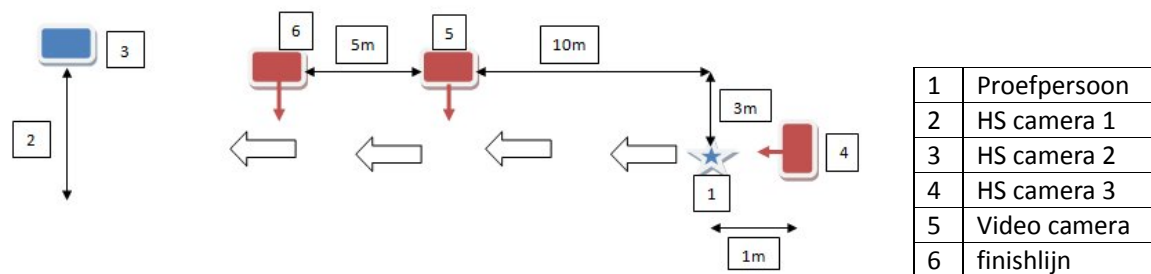 6
5
3
5m
10m
2
3m
4
1
1m
1 Proefpersoon
2 HS camera 1
3 HS camera 2
4 HS camera 3
5 Video camera
6 finishlijn